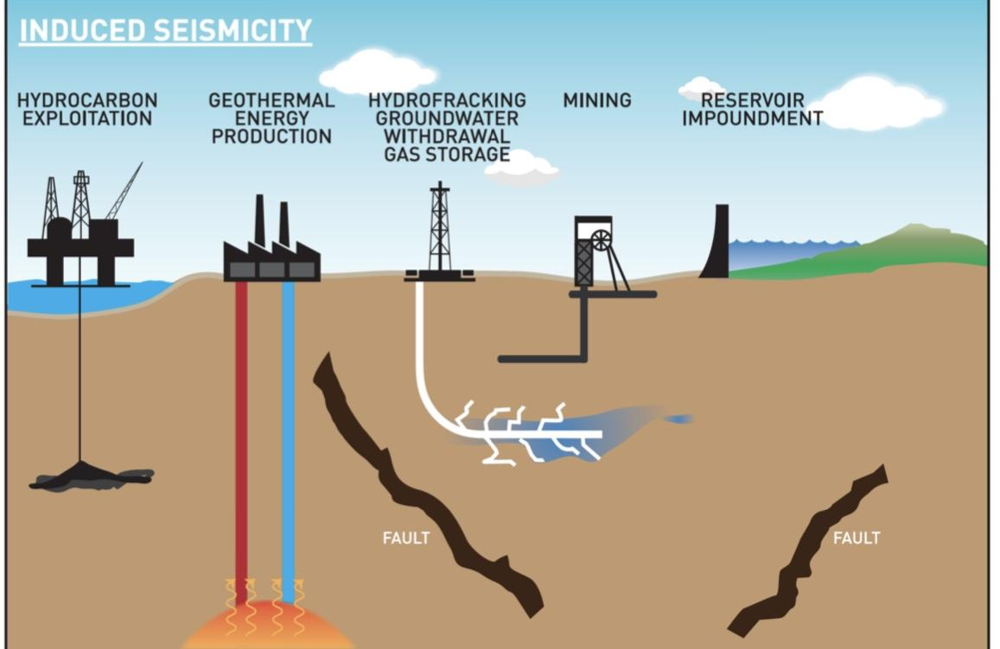 INDUCED SEISMICITY
HYDROCARBON
EXPLOITATION
GEOTHERMAL
ENERGY
PRODUCTION
HYDROFRACKING
GROUNDWATER
WITHDRAWAL
GAS STORAGE
MINING
RESERVOIR
IMPOUNDMENT
FAULT
FAULT